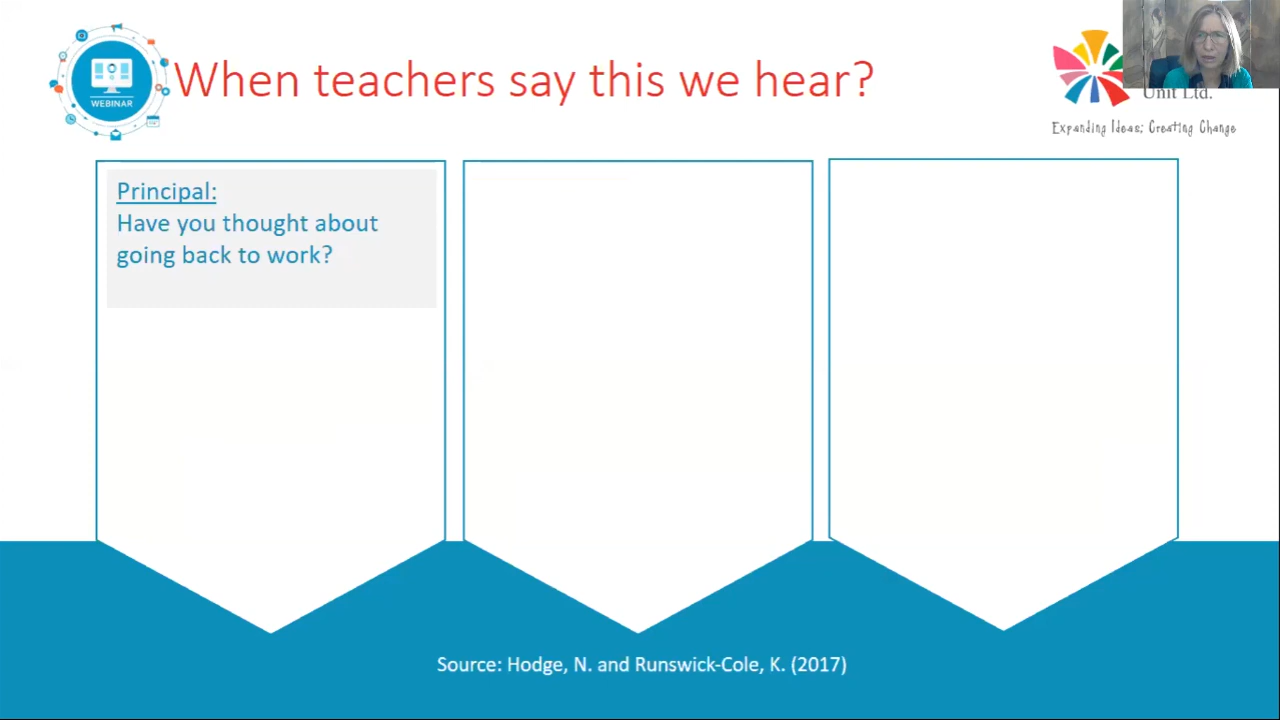 WEBINAR
When teachers say this we hear?
Unit Ltd.
Expanding Ideas; Creating Change
Principal:
Have you thought about
going back to work?
Source: Hodge, N. and Runswick-Cole, K. (2017)